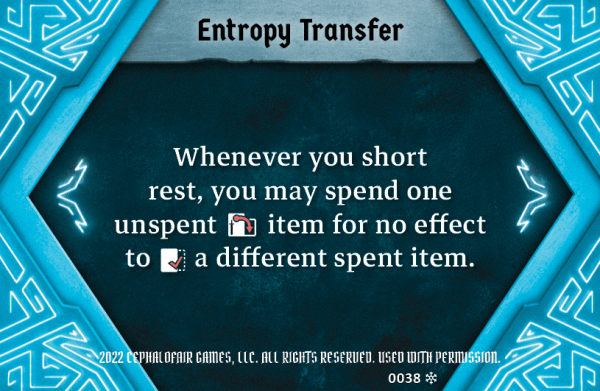 Entropy Transfer
Whenever you short
rest, you may spend one
unspent item for no effect
to a different spent item.
2022 CEPHALOFAIR GAMES, LLC. ALL RIGHTS RESERVED. USED WITH PERMISSION.
0038